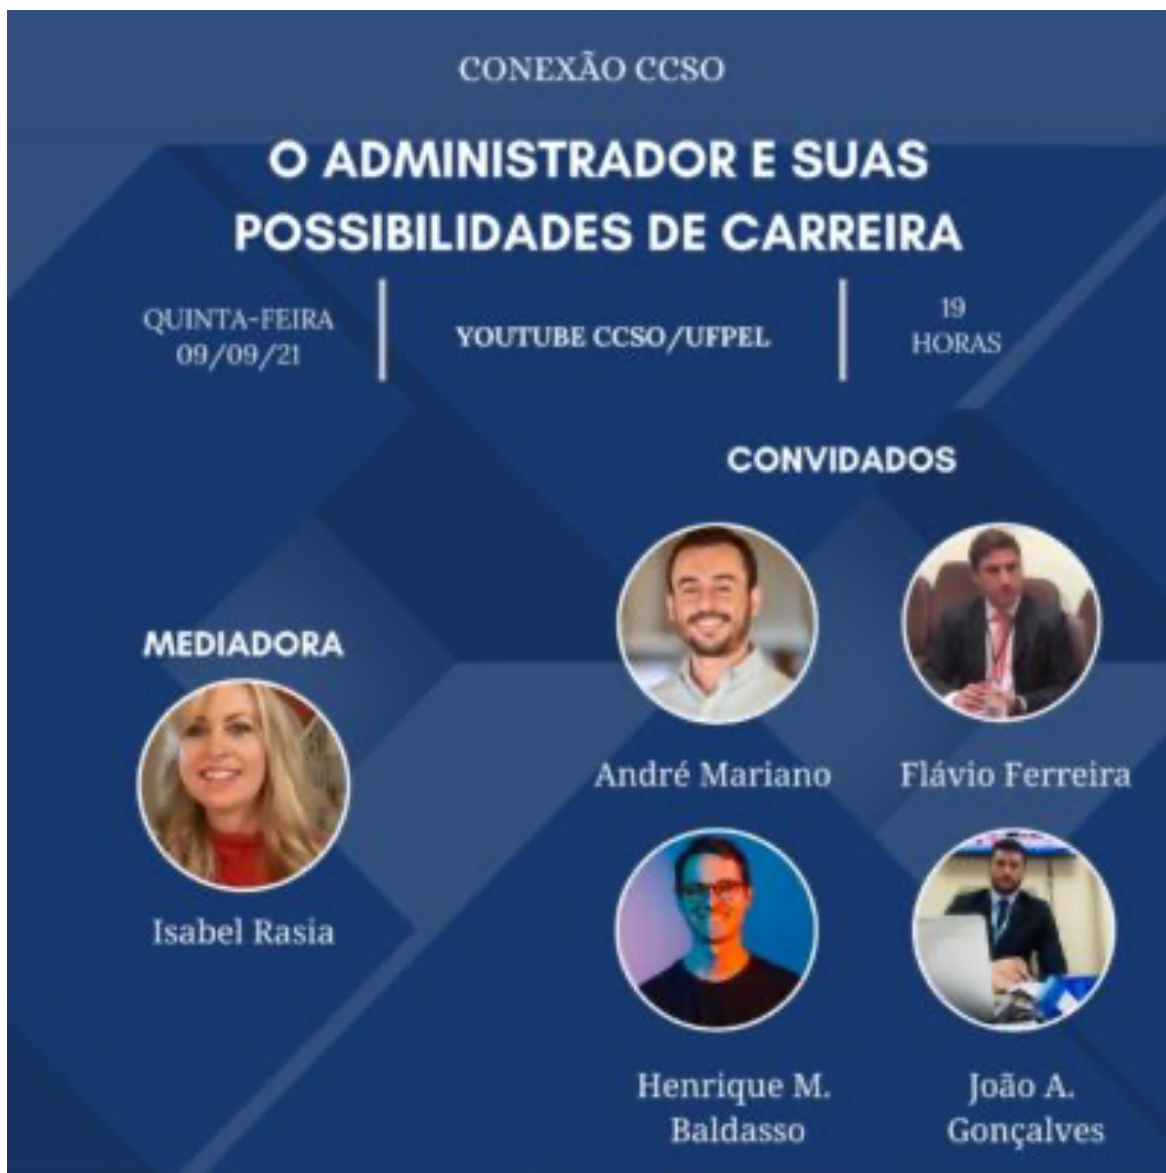 CONEXÃO CCSO
O ADMINISTRADOR E SUAS
POSSIBILIDADES DE CARREIRA
QUINTA-FEIRA
09/09/21
YOUTUBE CCSO/UFPEL
19
HORAS
CONVIDADOS
MEDIADORA
André Mariano
Flávio Ferreira
Isabel Rasia
Henrique M.
Baldasso
João A.
Gonçalves